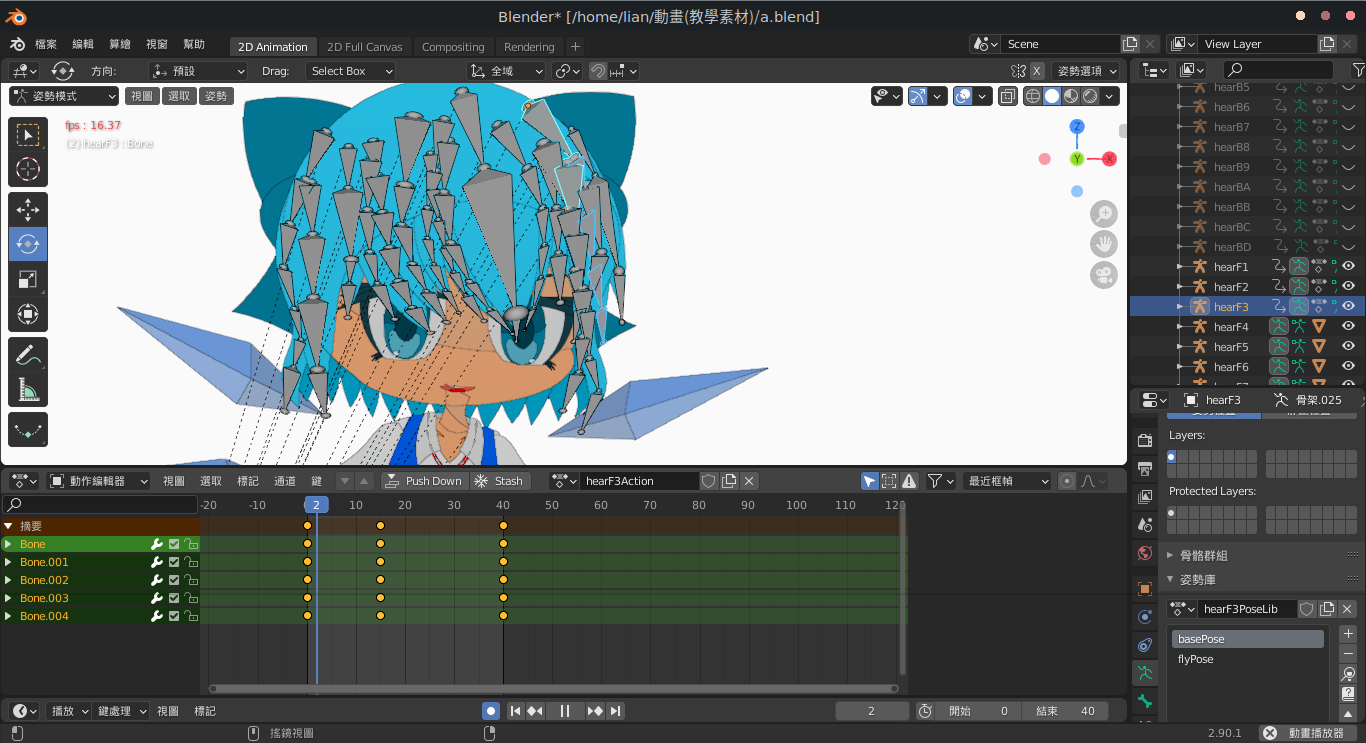 Blender* [/home/lian/動畫(教學素材)/a.blend]
檔案 編輯 算繪 視窗 幫助 2D Animation 2D Full Canvas Compositing Rendering + Scene View Layer
方向: 預設 Drag: Select Box 全域 X 姿勢選項
姿勢模式 視圖 選取 姿勢
fps : 16.37
(2) hearF3 : Bone
Z
Y
X
hearB5
hearB6
hearB7
hearB8
hearB9
hearBA
hearBB
hearBC
hearBD
hearF1
hearF2
hearF3
hearF4
hearF5
hearF6
hearF3 骨架.025
Layers:
Protected Layers:
骨骼群組
姿勢庫
hearF3PoseLib
basePose
flyPose
動作編輯器 視圖 選取 標記 通道 鍵 Push Down Stash hearF3Action 最近框幀
-20 -10 2 10 20 30 40 50 60 70 80 90 100 110 120
摘要
Bone
Bone.001
Bone.002
Bone.003
Bone.004
播放 鍵處理 視圖 標記 2 開始 0 結束 40
搖鏡視圖 2.90.1 動畫播放器